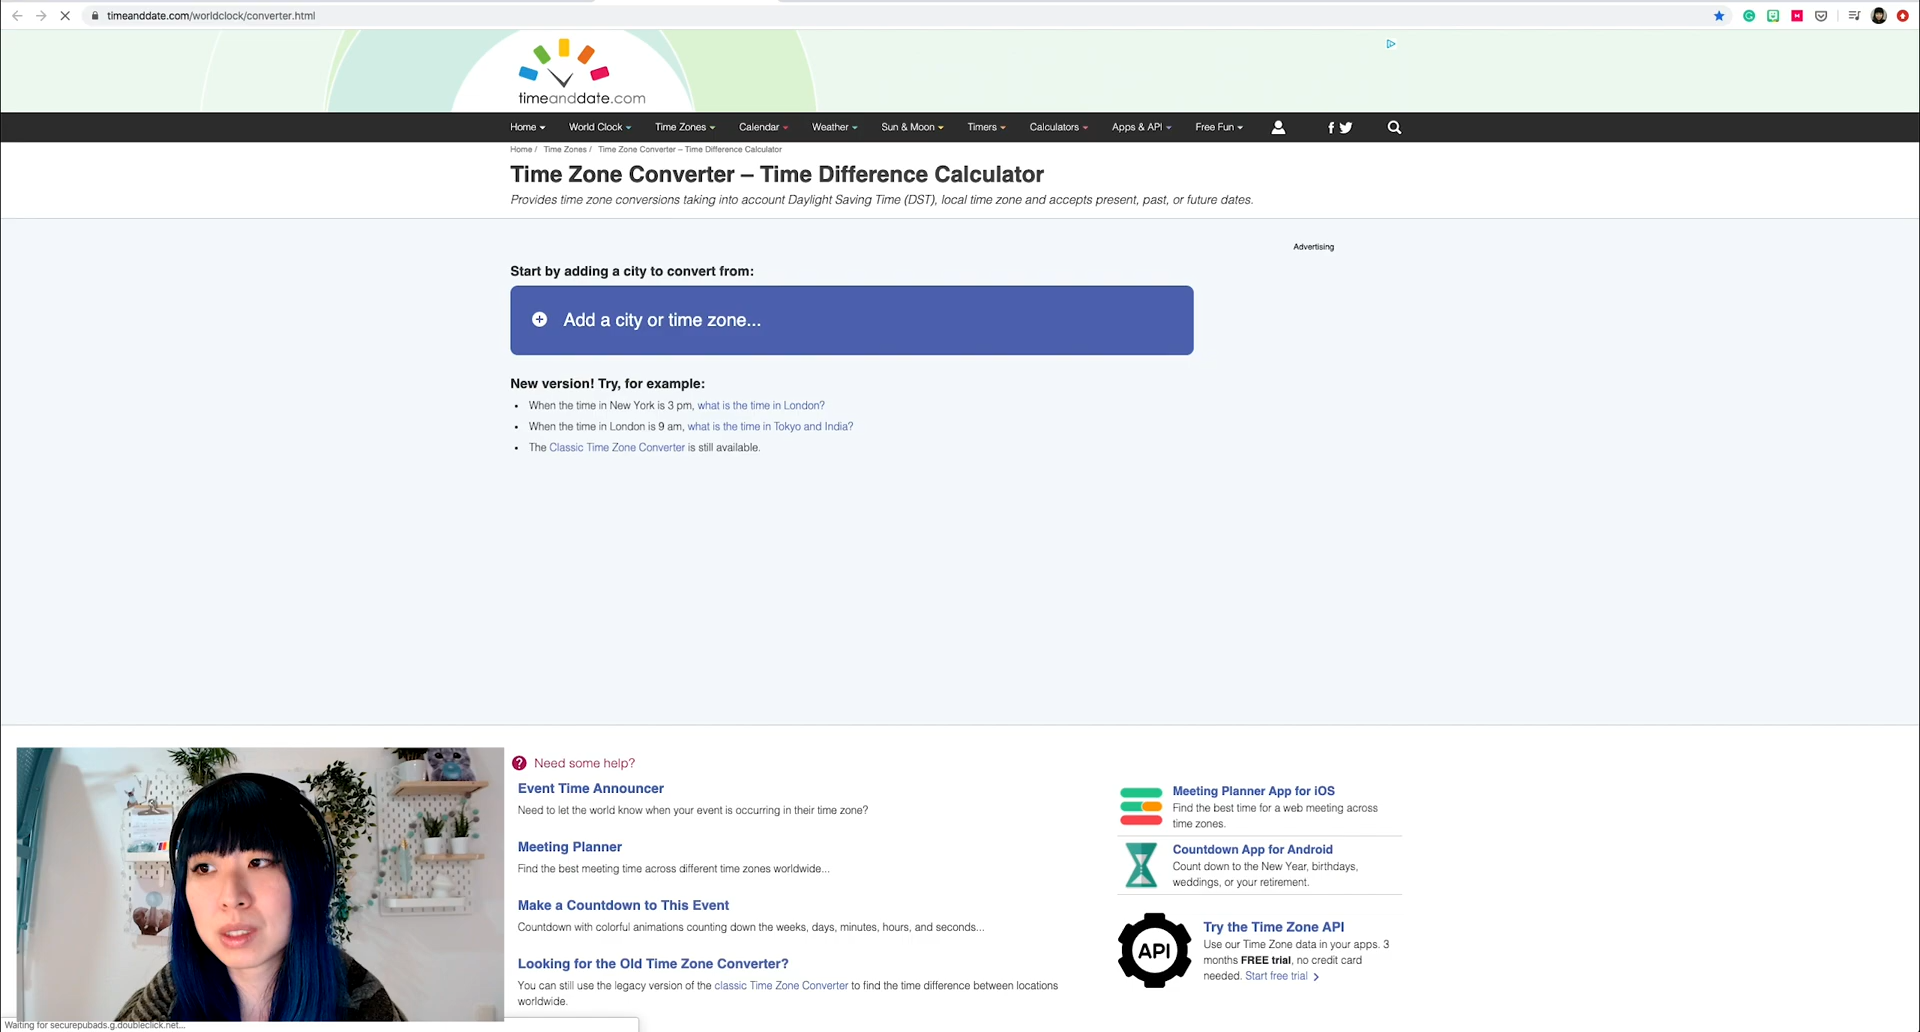 timeanddate.com/worldclock/converter.html
timeanddate.com
Home World Clock Time Zones Calendar Weather Sun & Moon Timers Calculators Apps & API Free Fun
Home / Time Zones / Time Zone Converter – Time Difference Calculator
Time Zone Converter – Time Difference Calculator
Provides time zone conversions taking into account Daylight Saving Time (DST), local time zone and accepts present, past, or future dates.
Advertising
Start by adding a city to convert from:
Add a city or time zone...
New version! Try, for example:
• When the time in New York is 3 pm, what is the time in London?
• When the time in London is 9 am, what is the time in Tokyo and India?
• The Classic Time Zone Converter is still available.
Need some help?
Event Time Announcer
Need to let the world know when your event is occurring in their time zone?
Meeting Planner
Find the best meeting time across different time zones worldwide...
Make a Countdown to This Event
Countdown with colorful animations counting down the weeks, days, minutes, hours, and seconds...
Looking for the Old Time Zone Converter?
You can still use the legacy version of the classic Time Zone Converter to find the time difference between locations
worldwide.
Meeting Planner App for iOS
Find the best time for a web meeting across
time zones.
Countdown App for Android
Count down to the New Year, birthdays,
weddings, or your retirement.
API
Try the Time Zone API
Use our Time Zone data in your apps. 3
months FREE trial, no credit card
needed. Start free trial
Waiting for securepubads.g.doubleclick.net...